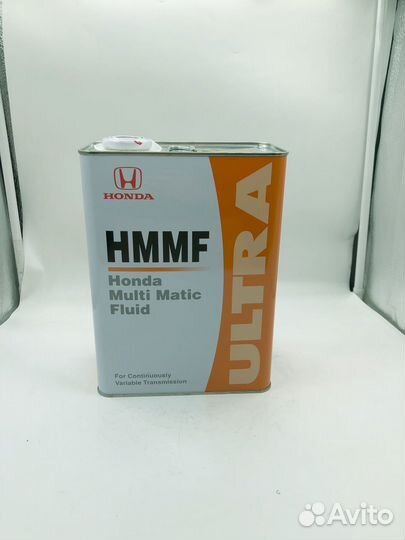 HONDA
HMMF
Honda
Multi Matic
Fluid
For Continuously
Variable Transmission
ULTRA
Avito